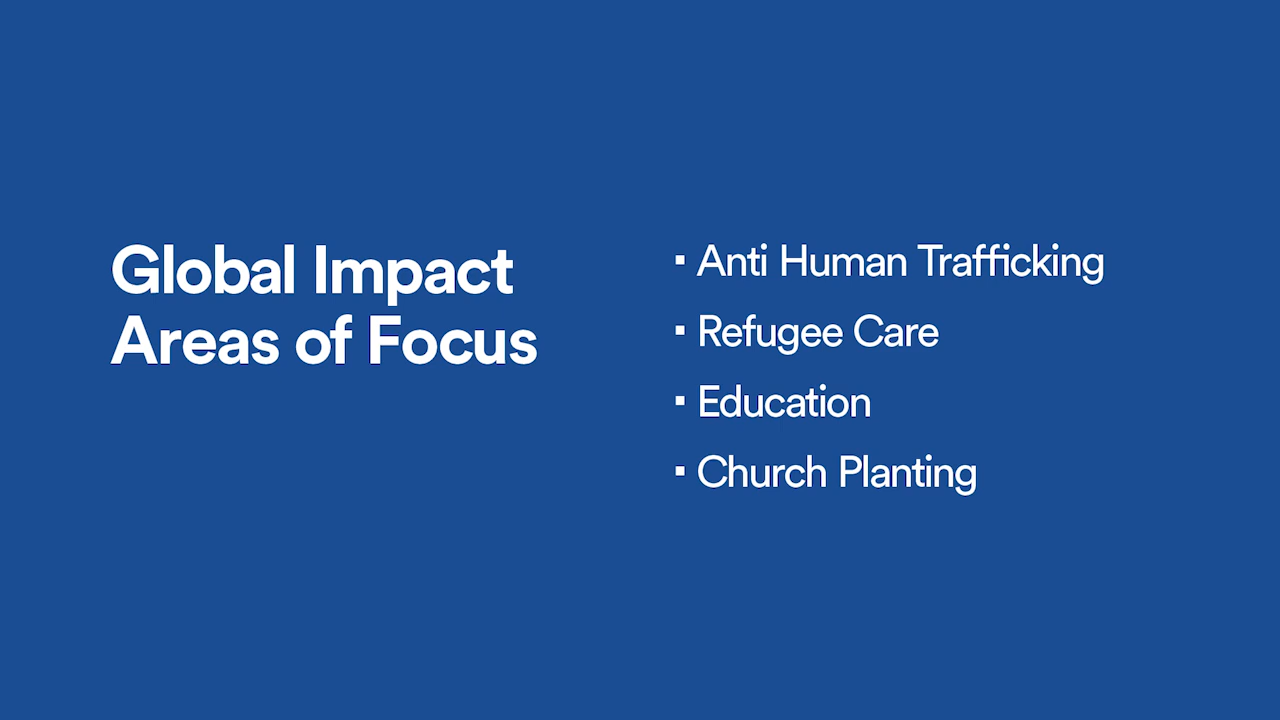 Global Impact
Areas of Focus
▪ Anti Human Trafficking
▪ Refugee Care
▪ Education
▪ Church Planting